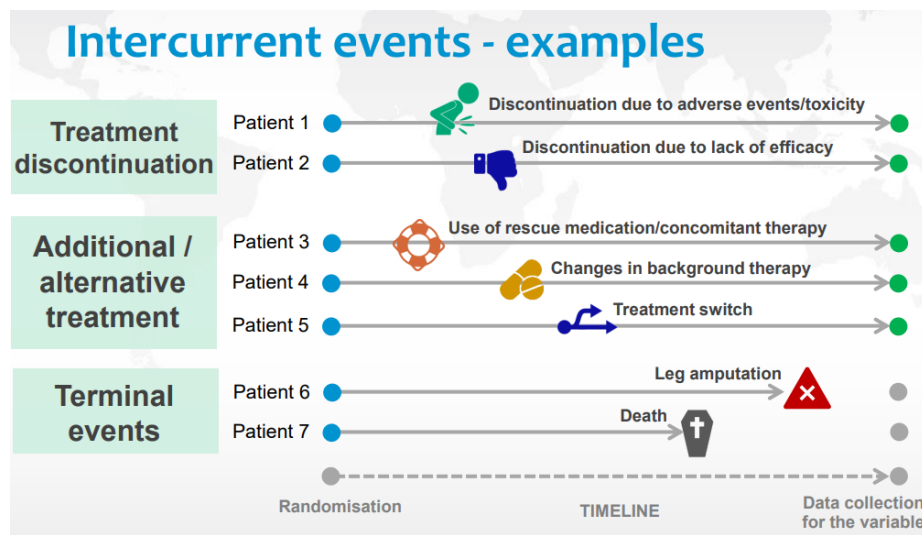 Intercurrent events - examples
Treatment
discontinuation
Patient 1
Discontinuation due to adverse events/toxicity
Patient 2
Discontinuation due to lack of efficacy
Additional /
alternative
treatment
Patient 3
Use of rescue medication/concomitant therapy
Patient 4
Changes in background therapy
Patient 5
Treatment switch
Terminal
events
Patient 6
Leg amputation
Patient 7
Death
Randomisation
TIMELINE
Data collection
for the variable